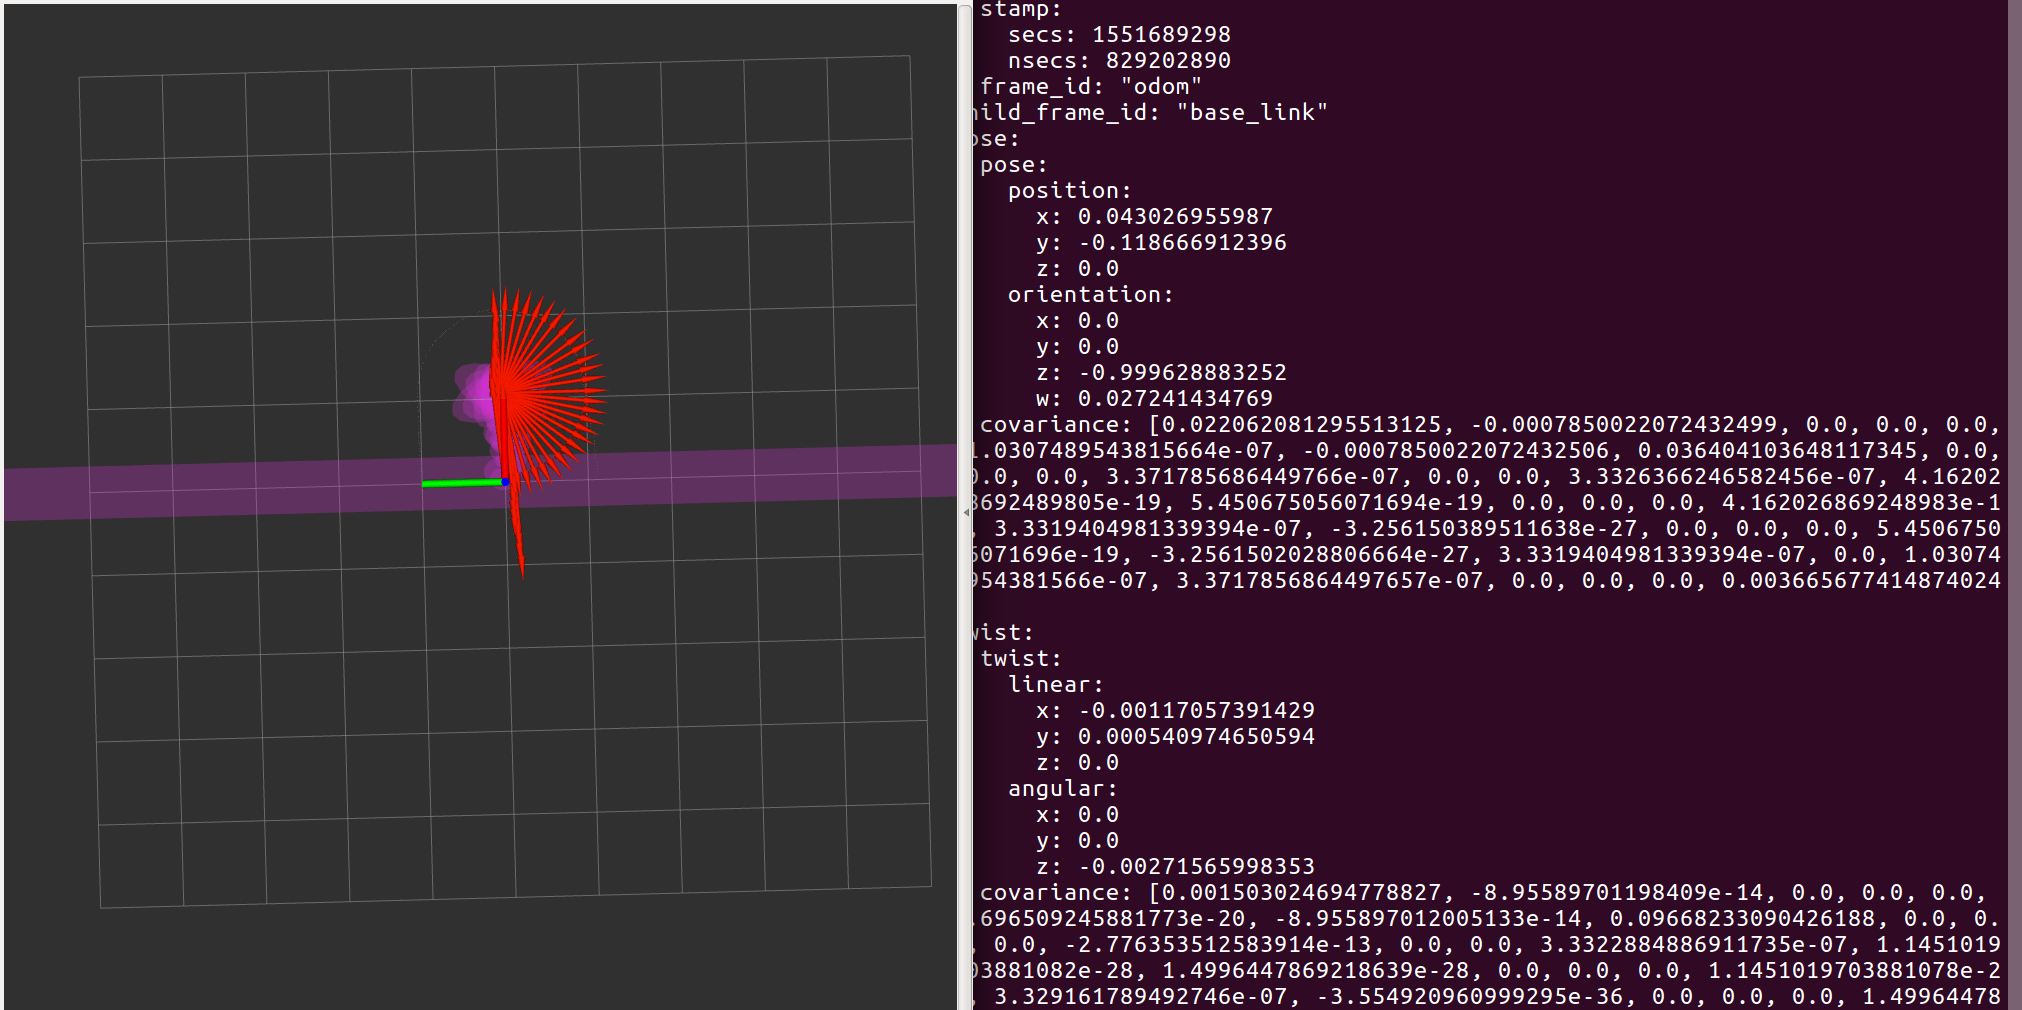 stamp:
secs: 1551689298
nsecs: 829202890
frame_id: "odom"
hild_frame_id: "base_link"
ose:
pose:
position:
x: 0.043026955987
y: -0.118666912396
z: 0.0
orientation:
x: 0.0
y: 0.0
z: -0.999628883252
w: 0.027241434769
covariance: [0.022062081295513125, -0.0007850022072432499, 0.0, 0.0, 0.0,
1.0307489543815664e-07, -0.0007850022072432506, 0.036404103648117345, 0.0,
0.0, 0.0, 3.371785686449766e-07, 0.0, 0.0, 3.3326366246582456e-07, 4.16202
8692489805e-19, 5.450675056071694e-19, 0.0, 0.0, 0.0, 4.162026869248983e-1
, 3.3319404981339394e-07, -3.256150389511638e-27, 0.0, 0.0, 0.0, 5.4506750
6071696e-19, -3.2561502028806664e-27, 3.3319404981339394e-07, 0.0, 1.03074
954381566e-07, 3.3717856864497657e-07, 0.0, 0.0, 0.0, 0.003665677414874024
wist:
twist:
linear:
x: -0.00117057391429
y: 0.000540974650594
z: 0.0
angular:
x: 0.0
y: 0.0
z: -0.00271565998353
covariance: [0.001503024694778827, -8.95589701198409e-14, 0.0, 0.0, 0.0,
.696509245881773e-20, -8.955897012005133e-14, 0.09668233090426188, 0.0, 0.
, 0.0, -2.776353512583914e-13, 0.0, 0.0, 3.3322884886911735e-07, 1.1451019
03881082e-28, 1.4996447869218639e-28, 0.0, 0.0, 0.0, 1.1451019703881078e-2
, 3.329161789492746e-07, -3.554920960999295e-36, 0.0, 0.0, 0.0, 1.49964478